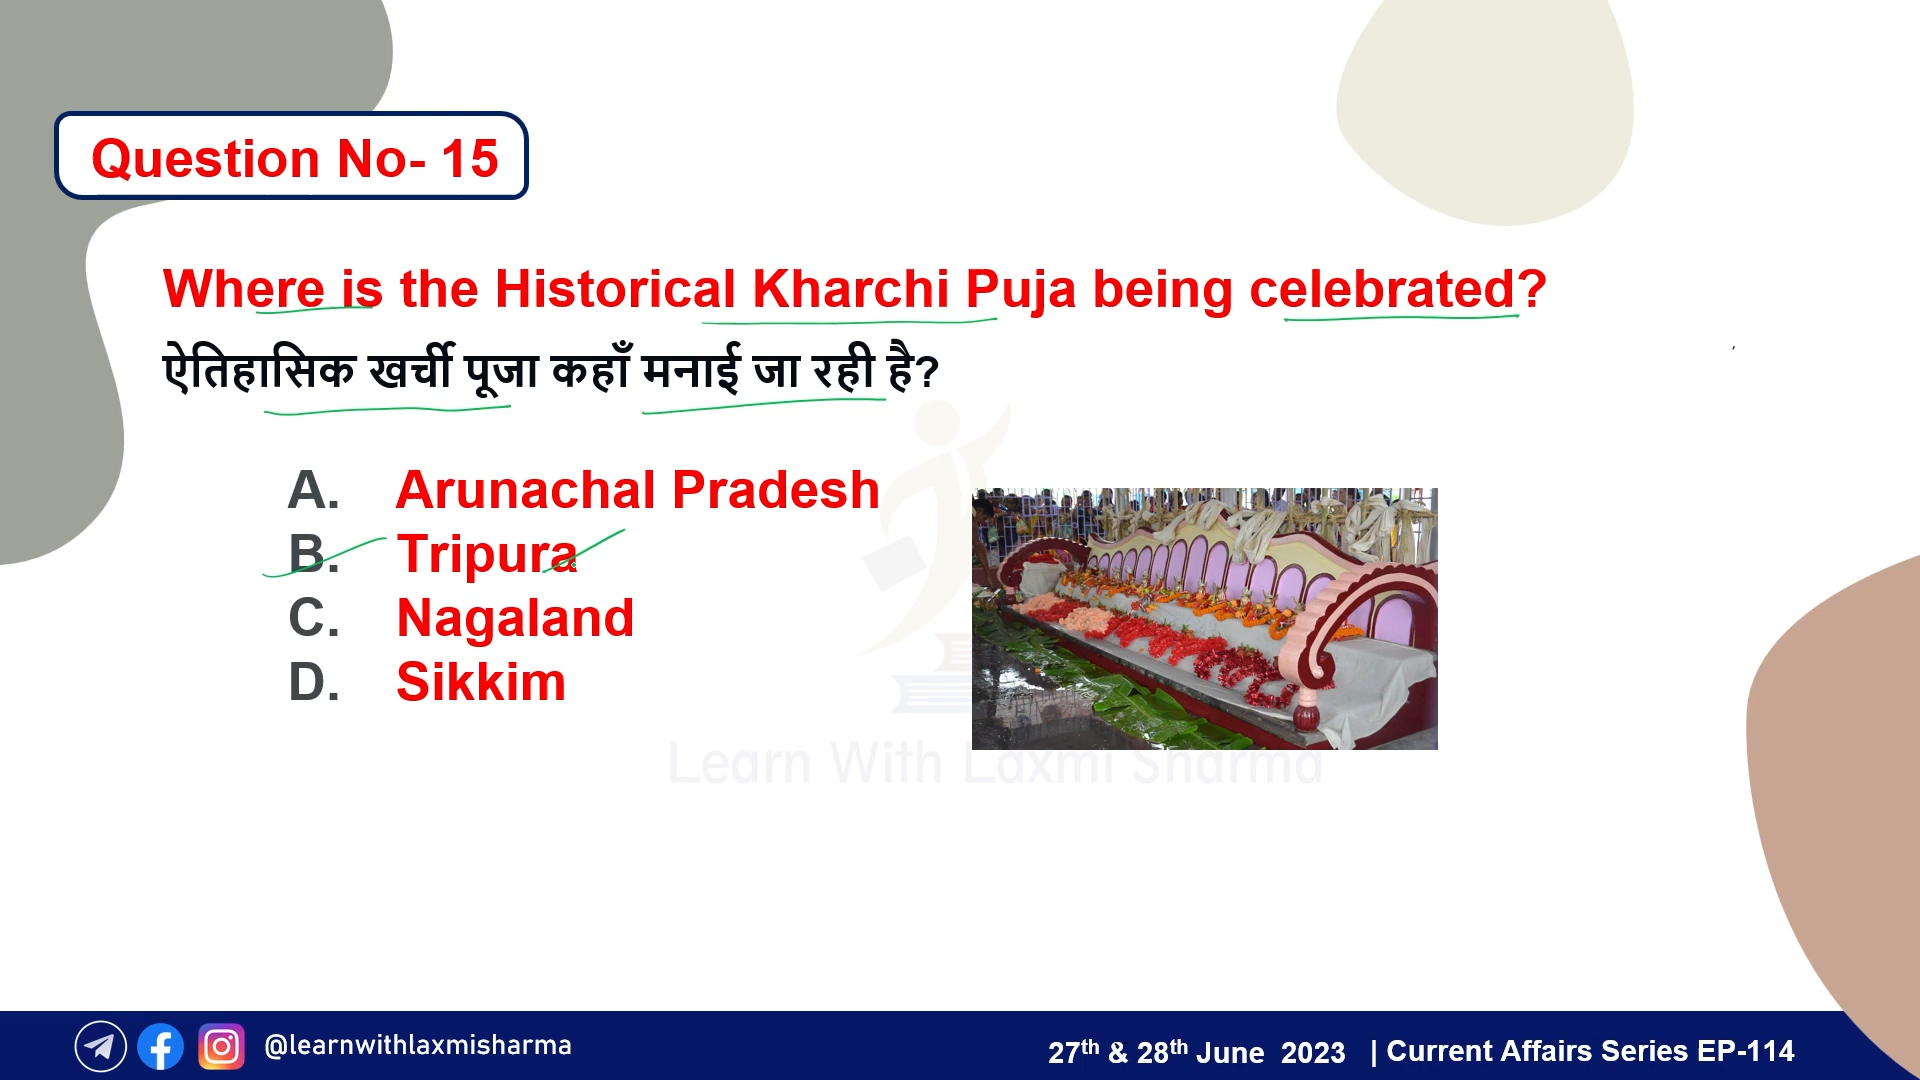 Question No- 15
Where is the Historical Kharchi Puja being celebrated?
ऐतिहासिक खर्ची पूजा कहाँ मनाई जा रही है?
A. Arunachal Pradesh
B. Tripura
C. Nagaland
D. Sikkim
Learn With Laxmi Sharma
@learnwithlaxmisharma
27th & 28th June 2023 | Current Affairs Series EP-114